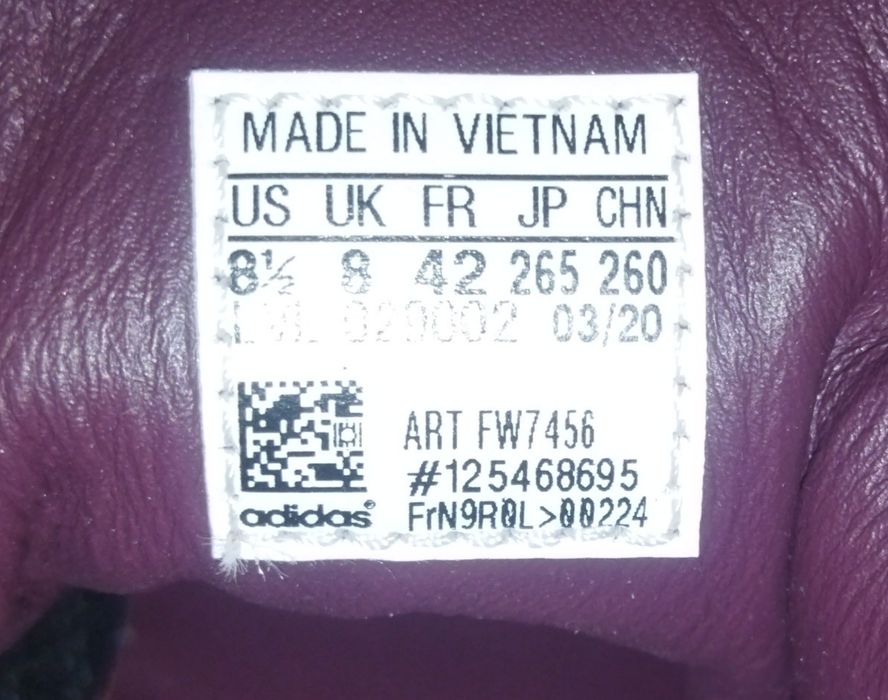 MADE IN VIETNAM
US UK FR JP CHN
8½ 8 42 265 260
029002 03/20
ART FW7456
#125468695
adidas® FrN9R0L>00224